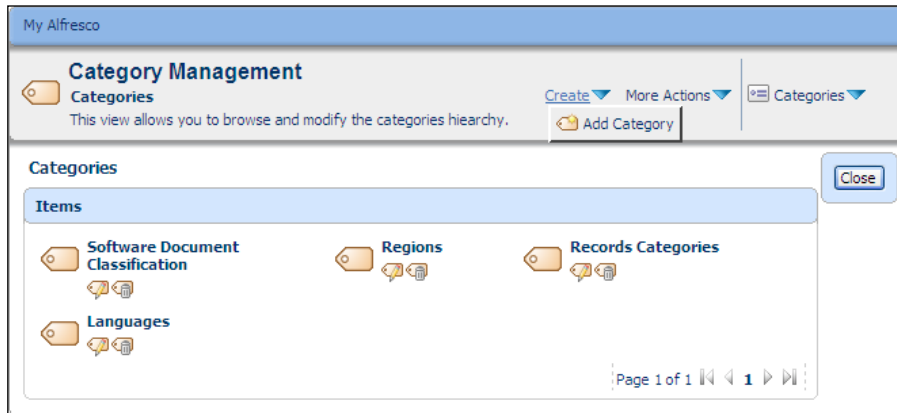 My Alfresco
Category Management
Categories
This view allows you to browse and modify the categories hiearchy.
Create More Actions Categories
Add Category
Categories
Close
Items
Software Document Classification
Regions
Records Categories
Languages
Page 1 of 1 1